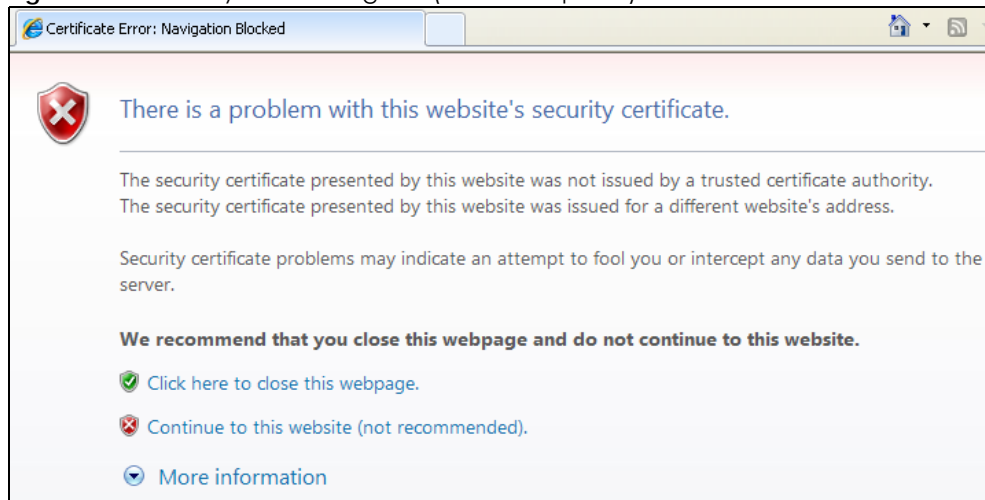 Certificate Error: Navigation Blocked
There is a problem with this website's security certificate.
The security certificate presented by this website was not issued by a trusted certificate authority.
The security certificate presented by this website was issued for a different website's address.
Security certificate problems may indicate an attempt to fool you or intercept any data you send to the
server.
We recommend that you close this webpage and do not continue to this website.
Click here to close this webpage.
Continue to this website (not recommended).
More information